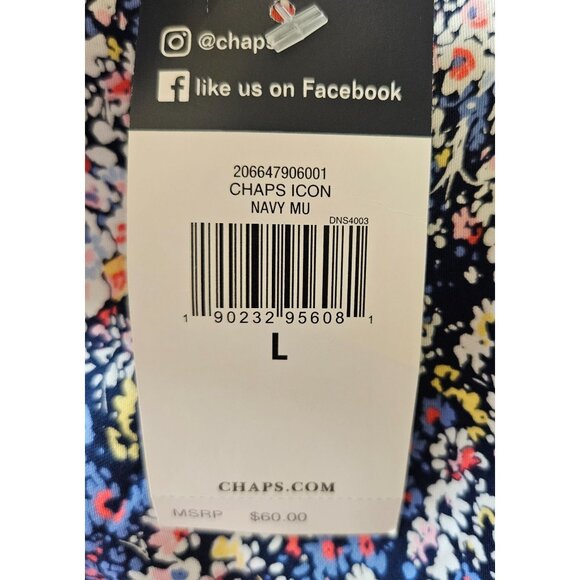 @chaps
like us on Facebook
206647906001
CHAPS ICON
NAVY MU
DNS4003
1 90232 95608 1
L
CHAPS.COM
MSRP $60.00